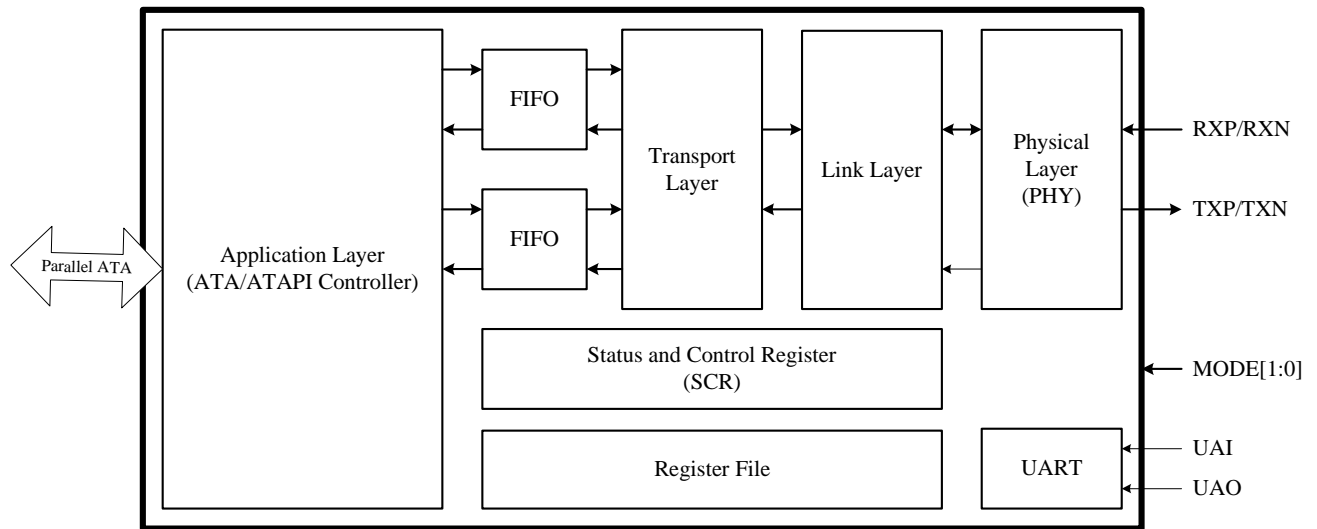 Parallel ATA
Application Layer
(ATA/ATAPI Controller)
FIFO
FIFO
Transport
Layer
Link Layer
Physical
Layer
(PHY)
RXP/RXN
TXP/TXN
Status and Control Register
(SCR)
MODE[1:0]
Register File
UART
UAI
UAO